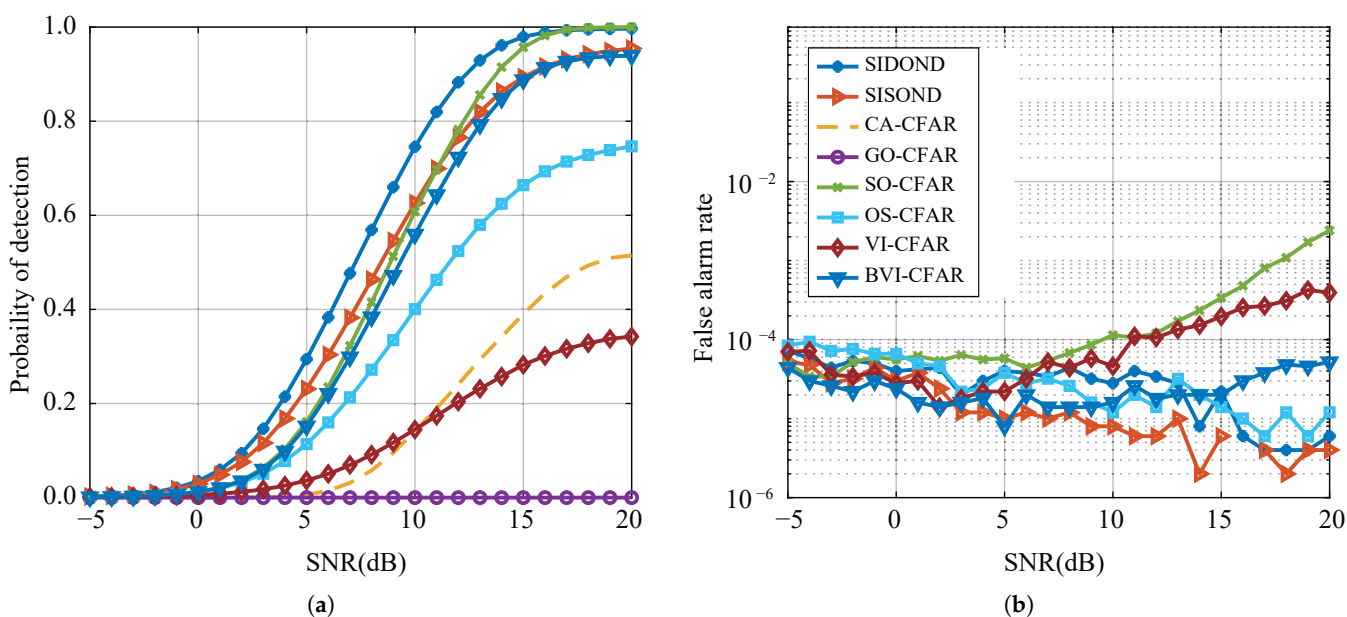 1.0
0.8
0.6
0.4
0.2
0.0
Probaility of detection
−5
0
5
10
15
20
SNR(dB)
(a)
SIDOND
SISOND
CA-CFAR
GO-CFAR
SO-CFAR
OS-CFAR
VI-CFAR
BVI-CFAR
10−2
10−4
10−6
False alarm rate
−5
0
5
10
15
20
SNR(dB)
(b)